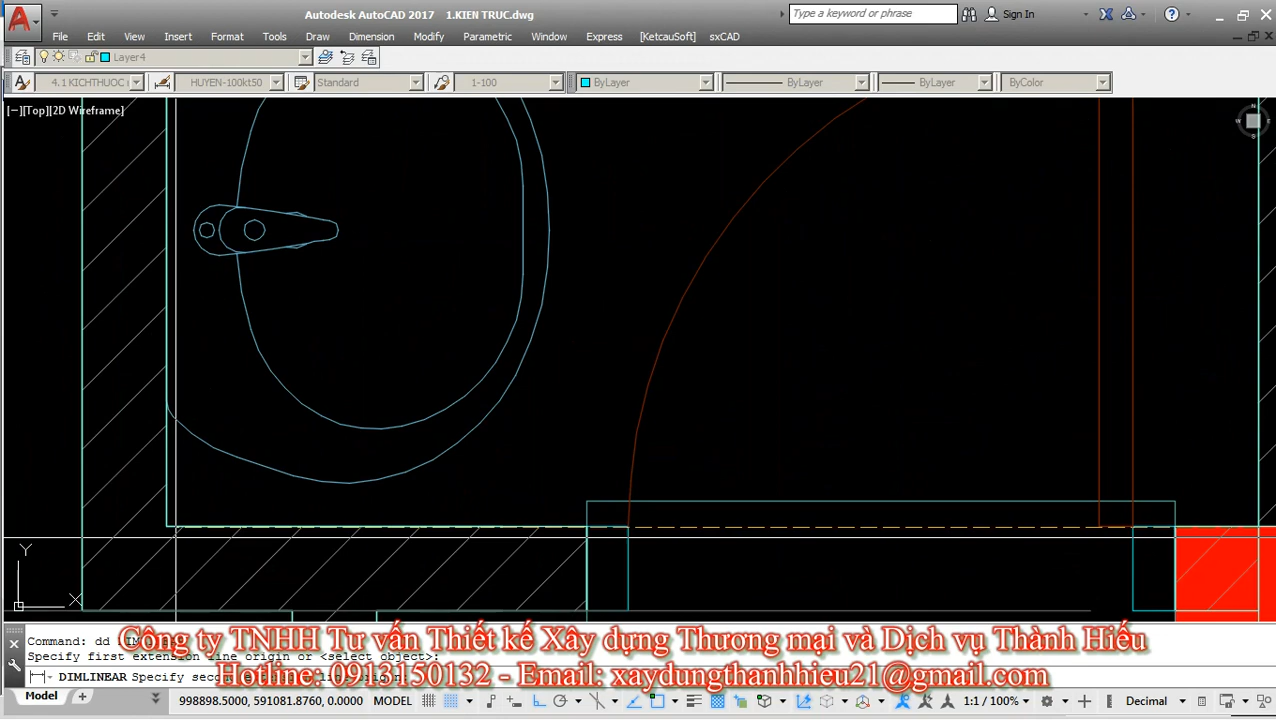 Autodesk AutoCAD 2017 1.KIEN TRUC.dwg
Type a keyword or phrase
Sign In
File Edit View Insert Format Tools Draw Dimension Modify Parametric Window Express [KetcauSoft] sxCAD
Layer4
4.1 KICHTHUOC HUYEN-100kt50 Standard 1-100 ByLayer ByLayer ByLayer ByColor
[−][Top][2D Wireframe]
N
W E
S
Y
X
Command: dd
Công ty TNHH Tư vấn Thiết kế Xây dựng Thương mại và Dịch vụ Thành Hiếu
Specify first extension line origin or <select object>:
Hotline: 0913150132 - Email: xaydungthanhhieu21@gmail.com
DIMLINEAR Specify
Model
998898.5000, 591081.8760, 0.0000 MODEL
1:1 / 100%
Decimal